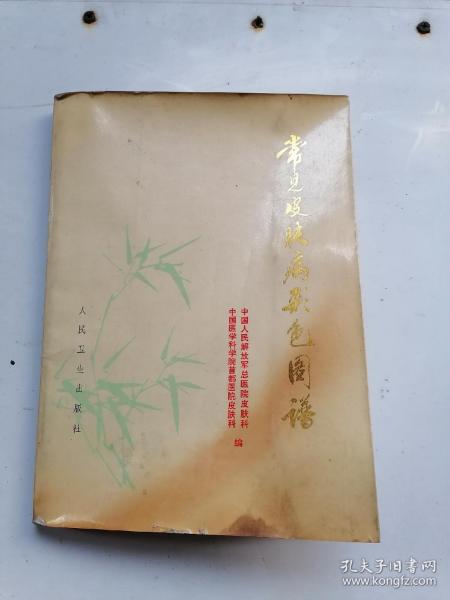 常见皮肤病彩色图谱
中国人民解放军总医院皮肤科
中国医学科学院首都医院皮肤科
编
人民卫生出版社
孔夫子旧书网
www.kongfz.com